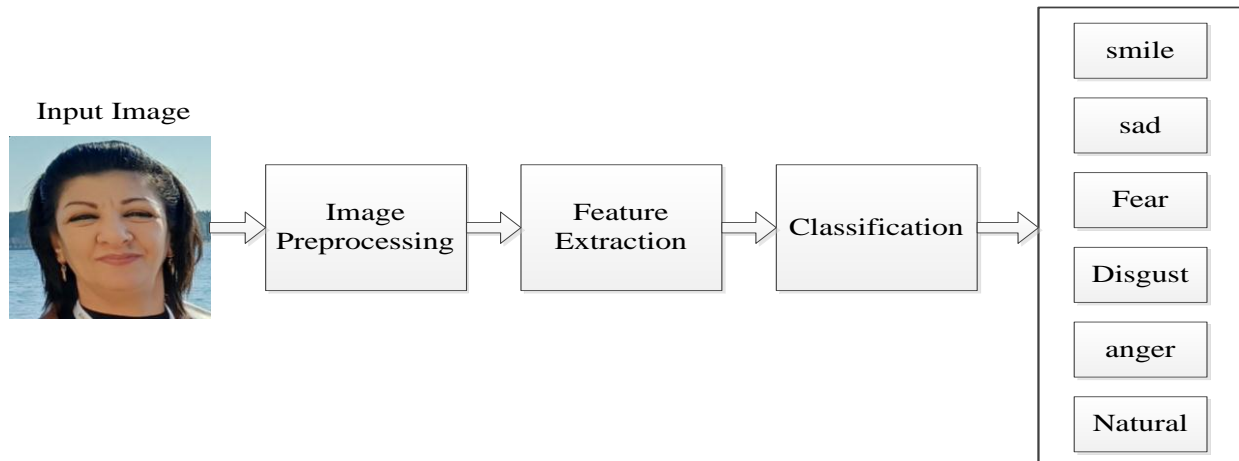 Input Image
Image
Preprocessing
Feature
Extraction
Classification
smile
sad
Fear
Disgust
anger
Natural